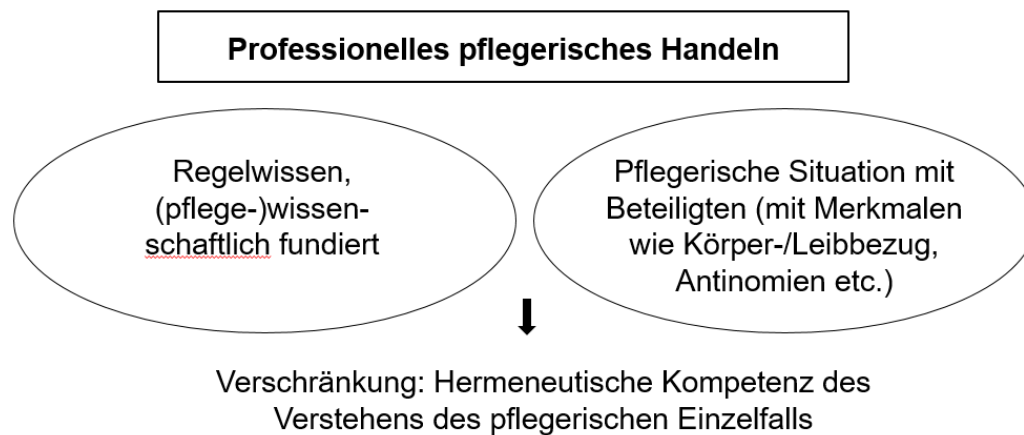 Professionelles pflegerisches Handeln
Regelwissen,
(pflege-)wissen-
schaftlich fundiert
Pflegerische Situation mit
Beteiligten (mit Merkmalen
wie Körper-/Leibbezug,
Antinomien etc.)
Verschränkung: Hermeneutische Kompetenz des
Verstehens des pflegerischen Einzelfalls